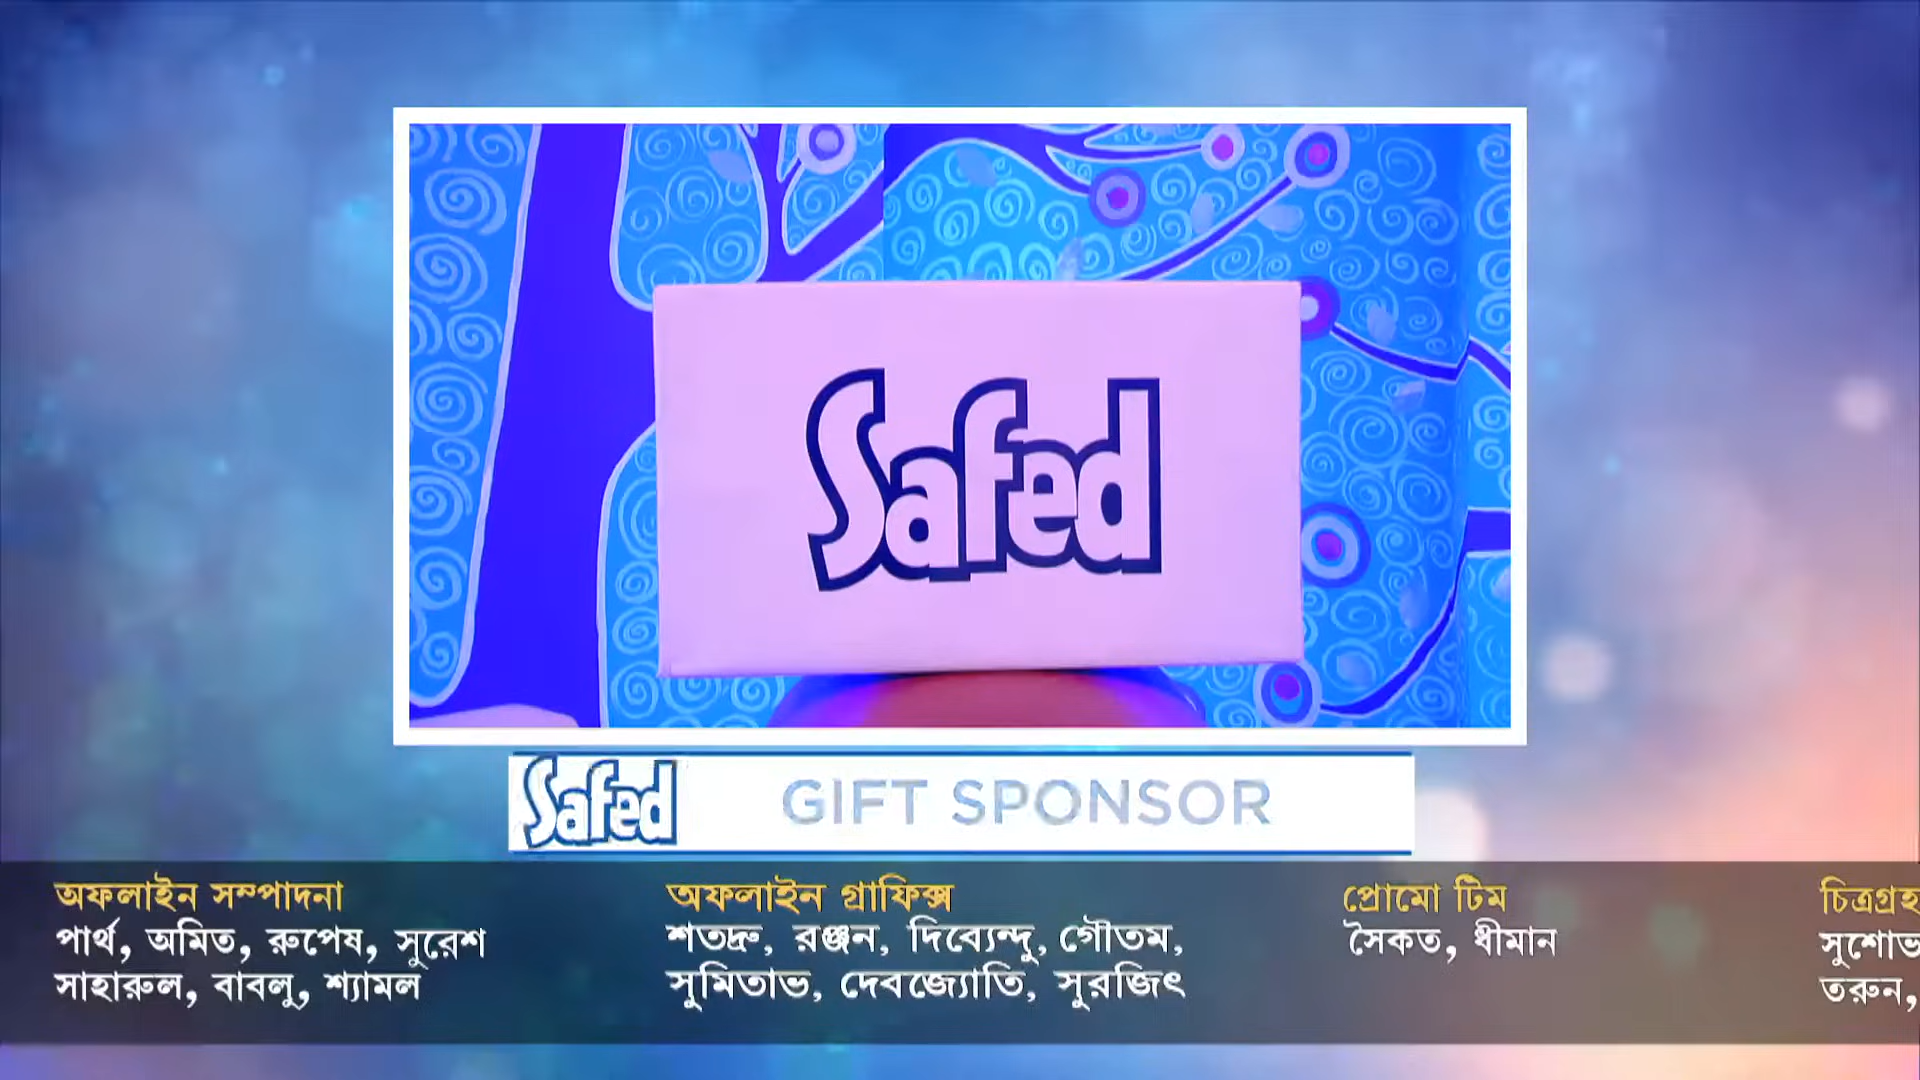 Safed
Safed GIFT SPONSOR
অফলাইন সম্পাদনা
পার্থ, অমিত, রুপেষ, সুরেশ
সাহারুল, বাবলু, শ্যামল
অফলাইন গ্রাফিক্স
শতদ্রু, রঞ্জন, দিব্যেন্দু, গৌতম,
সুমিতাভ, দেবজ্যোতি, সুরজিৎ
প্রোমো টিম
সৈকত, ধীমান
তরুন,